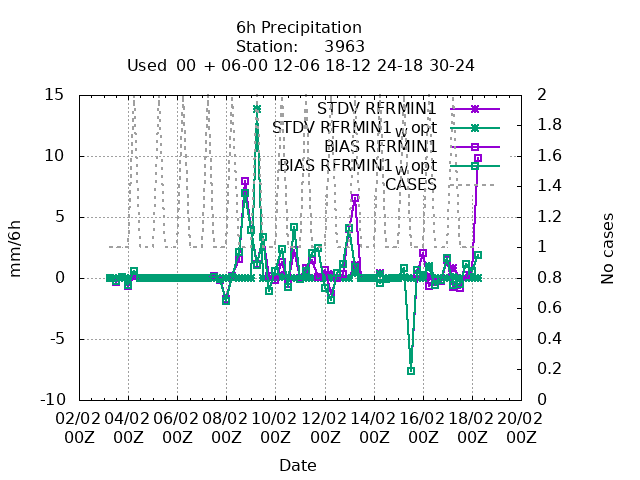 6h Precipitation
Station: 3963
Used 00 + 06-00 12-06 18-12 24-18 30-24
STDV RFRMIN1
STDV RFRMIN1 w opt
BIAS RFRMIN1
BIAS RFRMIN1 w opt
CASES
15
10
5
0
-5
-10
mm/6h
2
1.8
1.6
1.4
1.2
1
0.8
0.6
0.4
0.2
0
No cases
02/02 04/02 06/02 08/02 10/02 12/02 14/02 16/02 18/02 20/02
00Z 00Z 00Z 00Z 00Z 00Z 00Z 00Z 00Z 00Z
Date